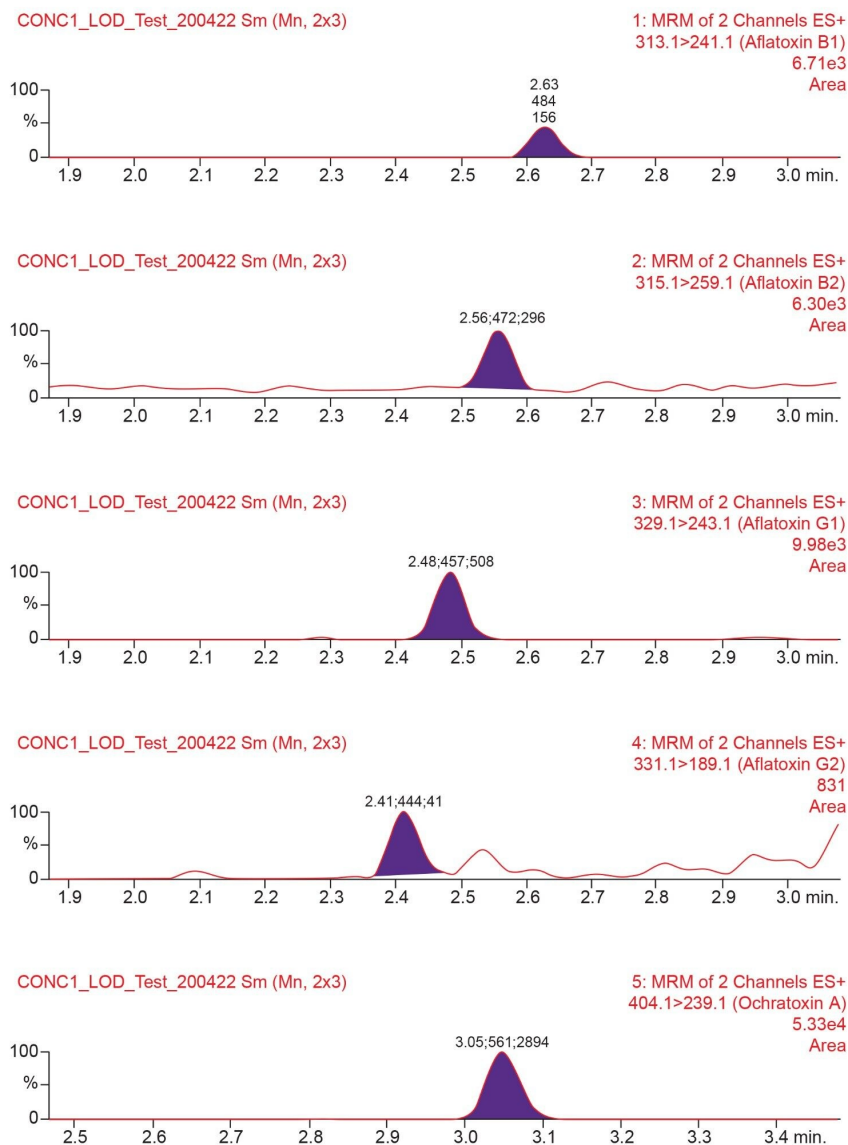 CONC1_LOD_Test_200422 Sm (Mn, 2x3)
1: MRM of 2 Channels ES+
313.1>241.1 (Aflatoxin B1)
6.71e3
Area
100
%
0
2.63
484
156
1.9 2.0 2.1 2.2 2.3 2.4 2.5 2.6 2.7 2.8 2.9 3.0 min.
CONC1_LOD_Test_200422 Sm (Mn, 2x3)
2: MRM of 2 Channels ES+
315.1>259.1 (Aflatoxin B2)
6.30e3
Area
100
%
0
2.56;472;296
1.9 2.0 2.1 2.2 2.3 2.4 2.5 2.6 2.7 2.8 2.9 3.0 min.
CONC1_LOD_Test_200422 Sm (Mn, 2x3)
3: MRM of 2 Channels ES+
329.1>243.1 (Aflatoxin G1)
9.98e3
Area
100
%
0
2.48;457;508
1.9 2.0 2.1 2.2 2.3 2.4 2.5 2.6 2.7 2.8 2.9 3.0 min.
CONC1_LOD_Test_200422 Sm (Mn, 2x3)
4: MRM of 2 Channels ES+
331.1>189.1 (Aflatoxin G2)
831
Area
100
%
0
2.41;444;41
1.9 2.0 2.1 2.2 2.3 2.4 2.5 2.6 2.7 2.8 2.9 3.0 min.
CONC1_LOD_Test_200422 Sm (Mn, 2x3)
5: MRM of 2 Channels ES+
404.1>239.1 (Ochratoxin A)
5.33e4
Area
100
%
0
3.05;561;2894
2.5 2.6 2.7 2.8 2.9 3.0 3.1 3.2 3.3 3.4 min.